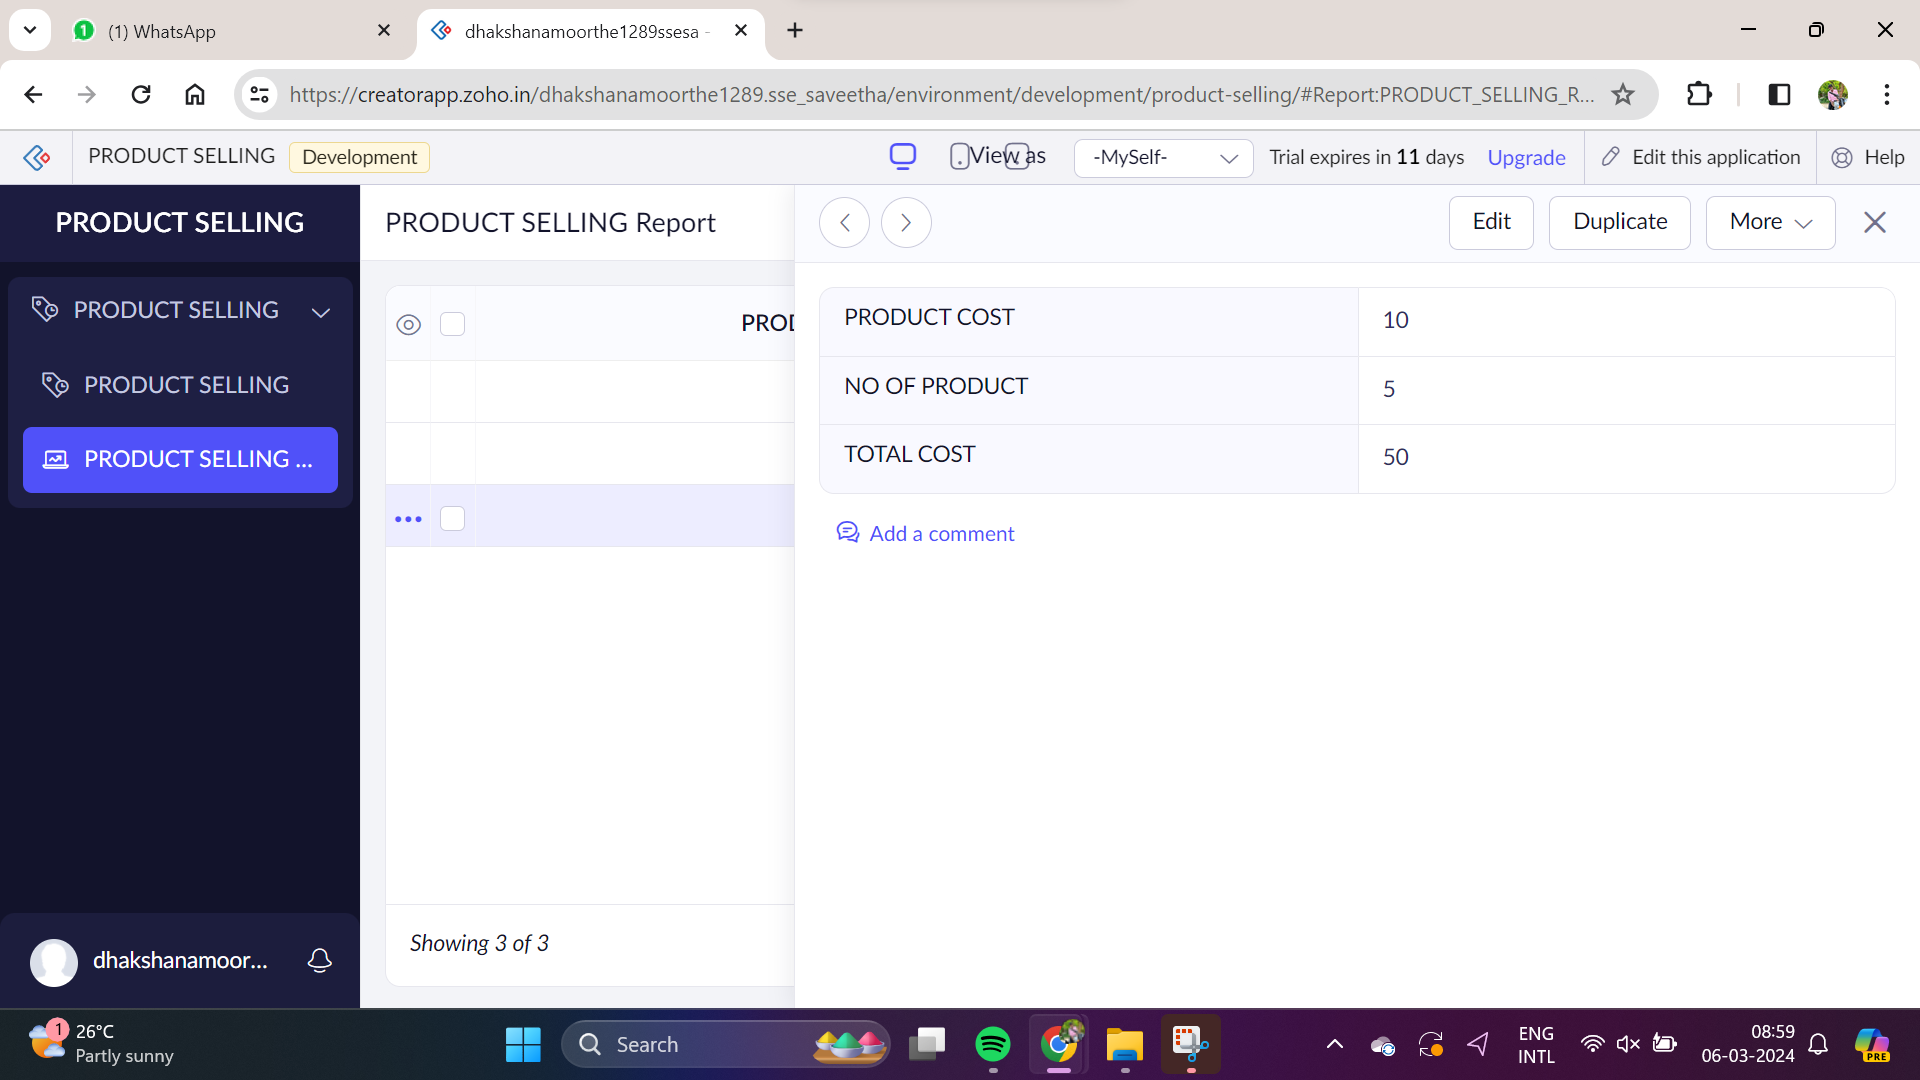 (1) WhatsApp
dhakshanamoorthe1289ssesa -
https://creatorapp.zoho.in/dhakshanamoorthe1289.sse_saveetha/environment/development/product-selling/#Report:PRODUCT_SELLING_R...
PRODUCT SELLING
Development
View as
-MySelf-
Trial expires in 11 days
Upgrade
Edit this application
Help
PRODUCT SELLING
PRODUCT SELLING
PRODUCT SELLING
PRODUCT SELLING ...
dhakshanamoor...
PRODUCT SELLING Report
PROD
Showing 3 of 3
Edit
Duplicate
More
PRODUCT COST
10
NO OF PRODUCT
5
TOTAL COST
50
Add a comment
1
26°C
Partly sunny
Search
ENG
INTL
08:59
06-03-2024
PRE